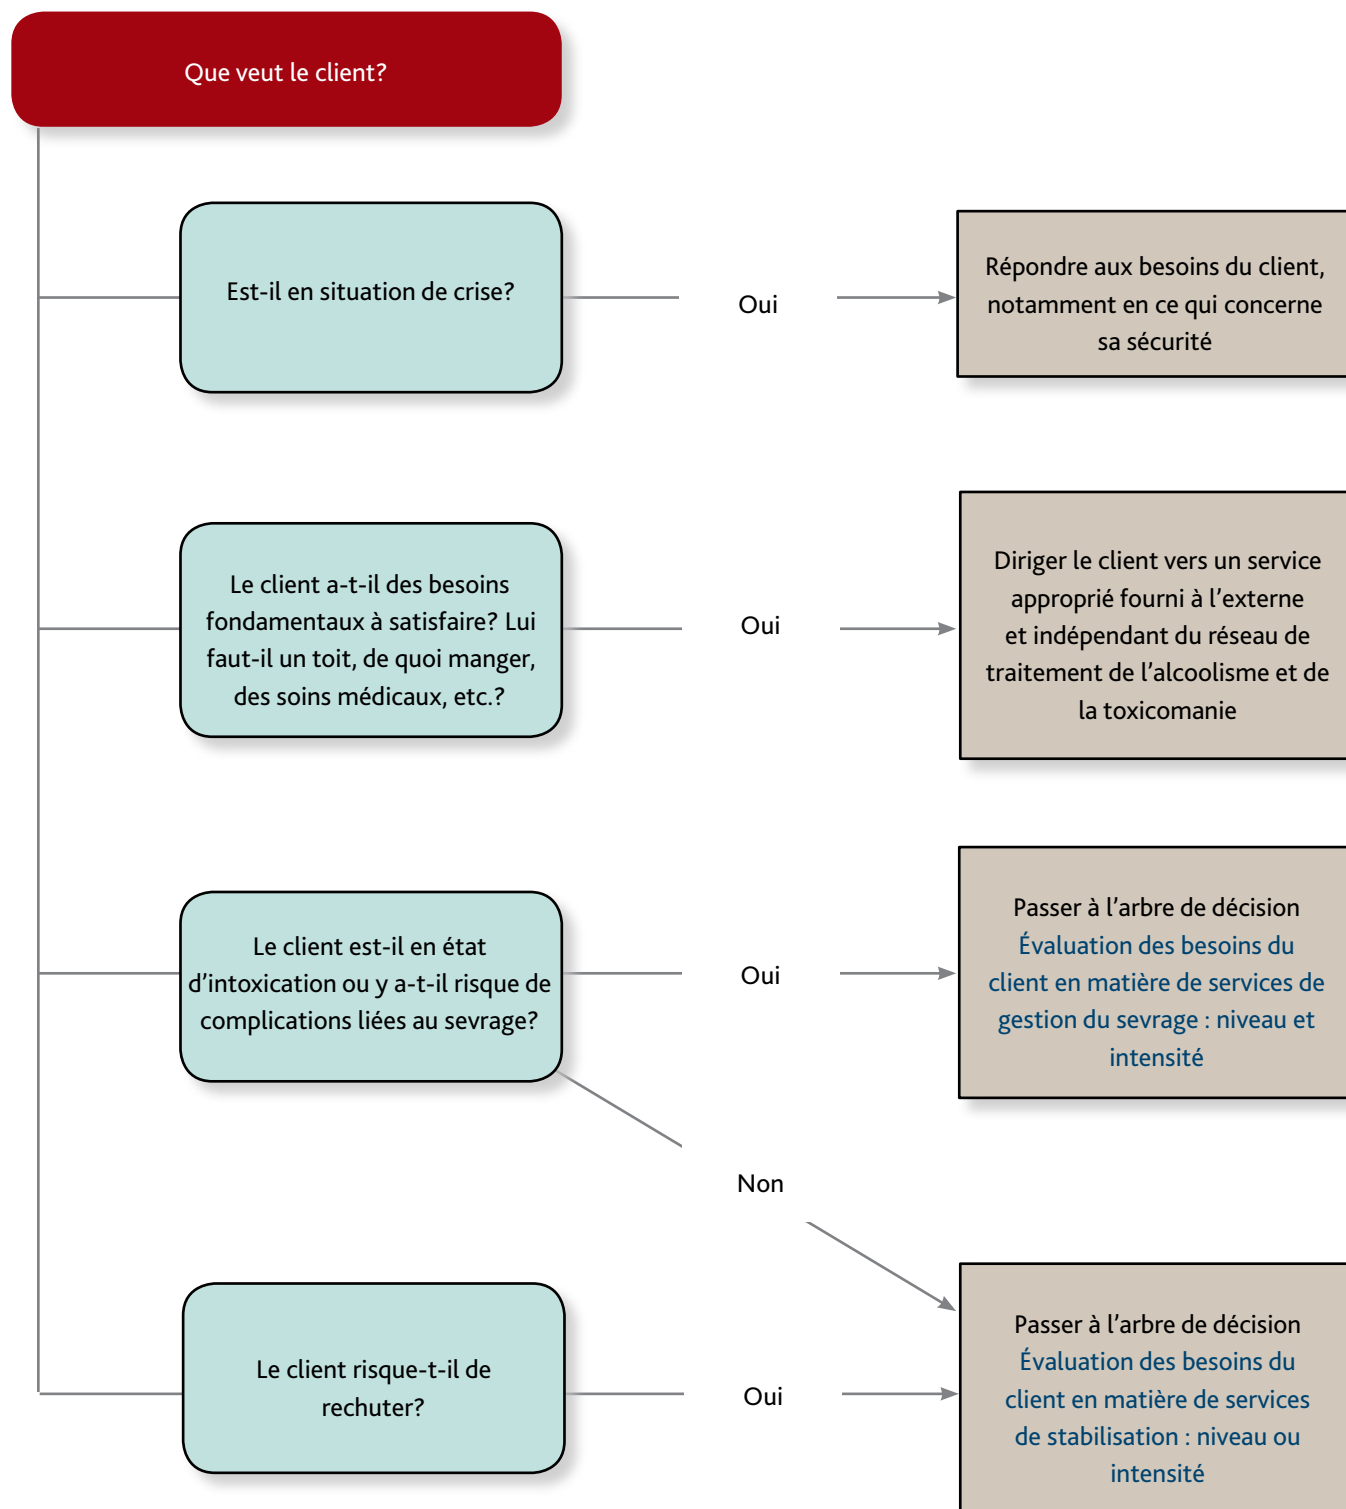 Que veut le client?
Est-il en situation de crise?
Oui
Répondre aux besoins du client,
notamment en ce qui concerne
sa sécurité
Le client a-t-il des besoins
fondamentaux à satisfaire? Lui
faut-il un toit, de quoi manger,
des soins médicaux, etc.?
Oui
Diriger le client vers un service
approprié fourni à l’externe
et indépendant du réseau de
traitement de l’alcoolisme et de
la toxicomanie
Le client est-il en état
d’intoxication ou y a-t-il risque de
complications liées au sevrage?
Oui
Passer à l’arbre de décision
Évaluation des besoins du
client en matière de services de
gestion du sevrage : niveau et
intensité
Non
Le client risque-t-il de
rechuter?
Oui
Passer à l’arbre de décision
Évaluation des besoins du
client en matière de services
de stabilisation : niveau ou
intensité